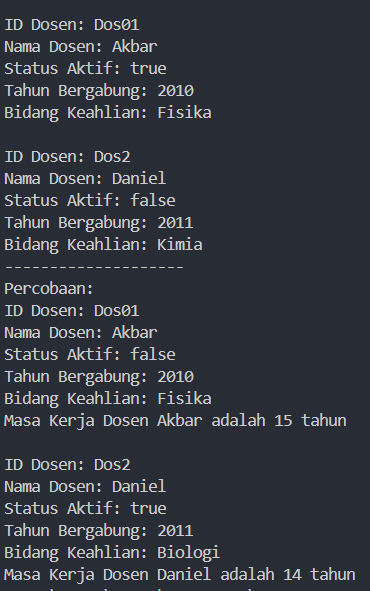 ID Dosen: Dos01
Nama Dosen: Akbar
Status Aktif: true
Tahun Bergabung: 2010
Bidang Keahlian: Fisika

ID Dosen: Dos2
Nama Dosen: Daniel
Status Aktif: false
Tahun Bergabung: 2011
Bidang Keahlian: Kimia
--------------------
Percobaan:
ID Dosen: Dos01
Nama Dosen: Akbar
Status Aktif: false
Tahun Bergabung: 2010
Bidang Keahlian: Fisika
Masa Kerja Dosen Akbar adalah 15 tahun

ID Dosen: Dos2
Nama Dosen: Daniel
Status Aktif: true
Tahun Bergabung: 2011
Bidang Keahlian: Biologi
Masa Kerja Dosen Daniel adalah 14 tahun